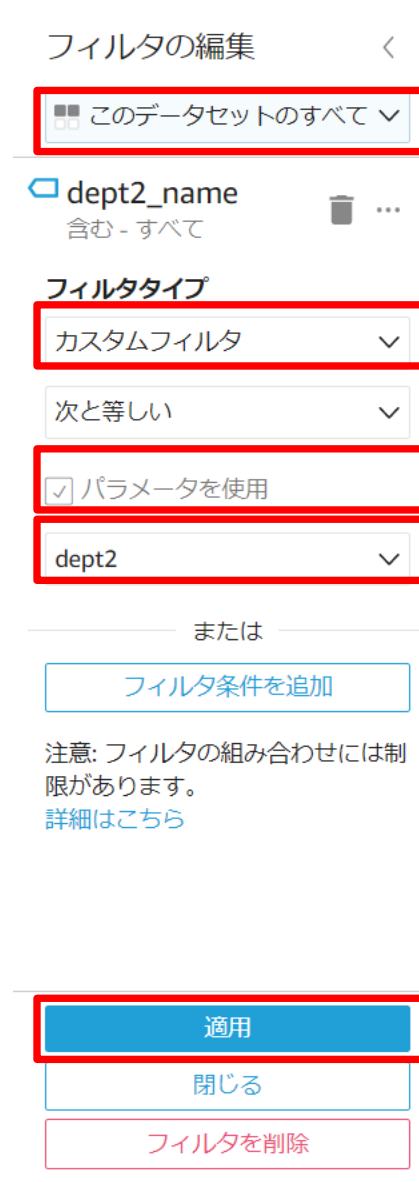 フィルタの編集
このデータセットのすべて
dept2_name
含む - すべて
フィルタタイプ
カスタムフィルタ
次と等しい
パラメータを使用
dept2
または
フィルタ条件を追加
注意: フィルタの組み合わせには制
限があります。
詳細はこちら
適用
閉じる
フィルタを削除